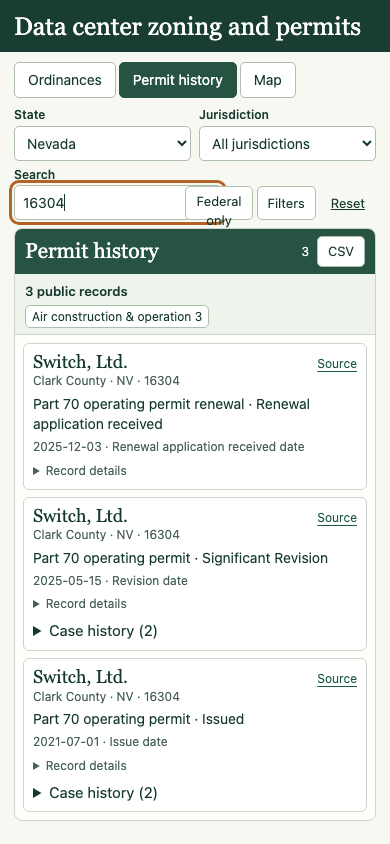 Data center zoning and permits
Ordinances
Permit history
Map
State
Jurisdiction
Nevada
All jurisdictions
Search
16304
Federal
only
Filters
Reset
Permit history
3
CSV
3 public records
Air construction & operation 3
Switch, Ltd.
Source
Clark County · NV · 16304
Part 70 operating permit renewal · Renewal
application received
2025-12-03 · Renewal application received date
▶ Record details
Switch, Ltd.
Source
Clark County · NV · 16304
Part 70 operating permit · Significant Revision
2025-05-15 · Revision date
▶ Record details
▶ Case history (2)
Switch, Ltd.
Source
Clark County · NV · 16304
Part 70 operating permit · Issued
2021-07-01 · Issue date
▶ Record details
▶ Case history (2)